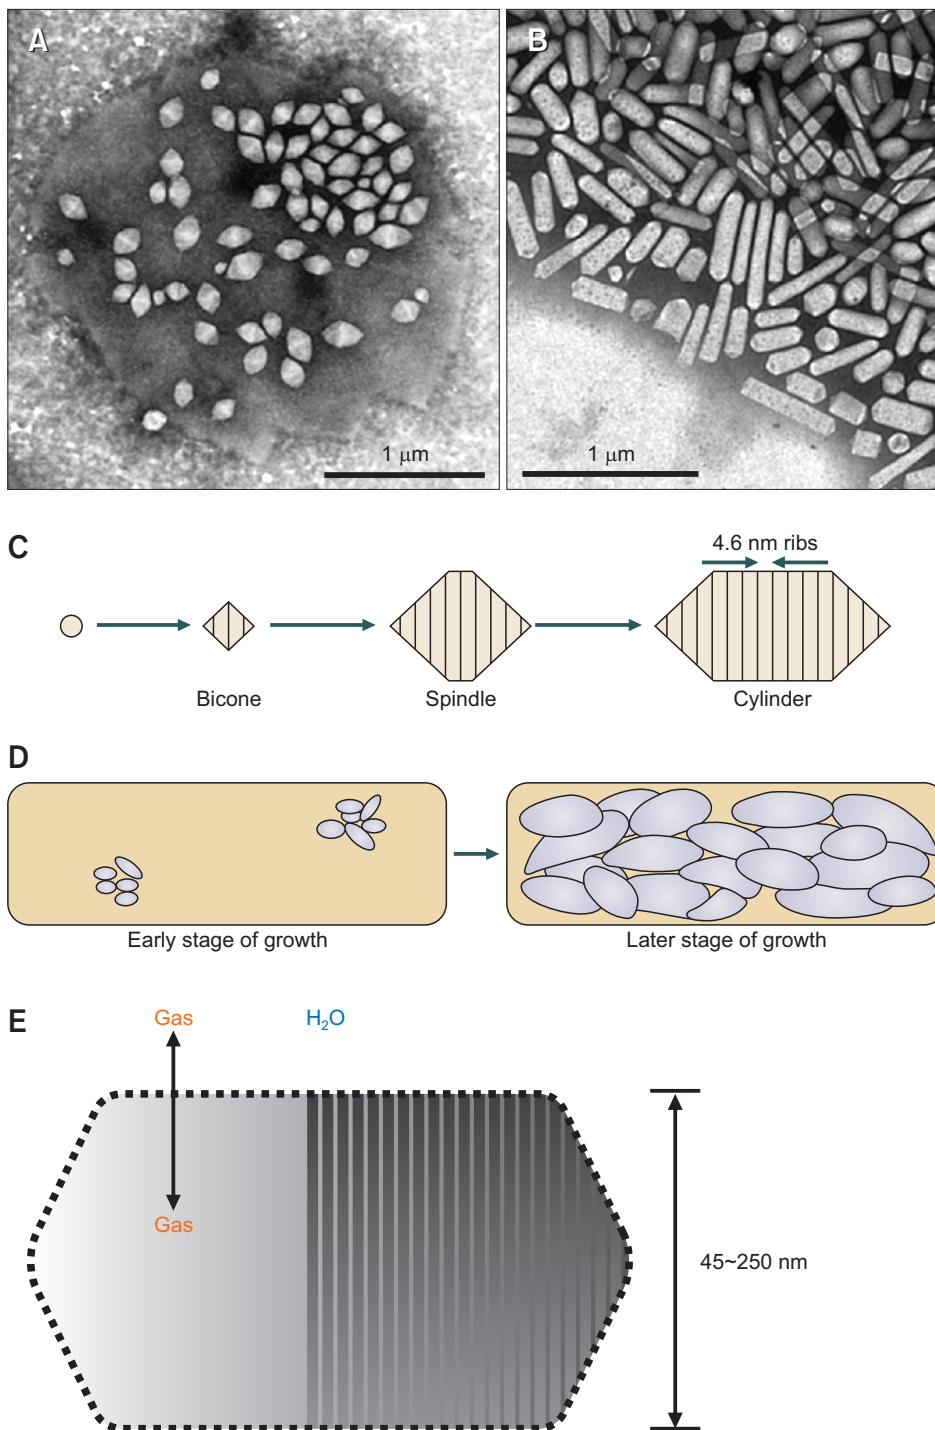 A
B
1 μm
1 μm
C
4.6 nm ribs
Bicone
Spindle
Cylinder
D
Early stage of growth
Later stage of growth
E
Gas
H₂O
Gas
45~250 nm